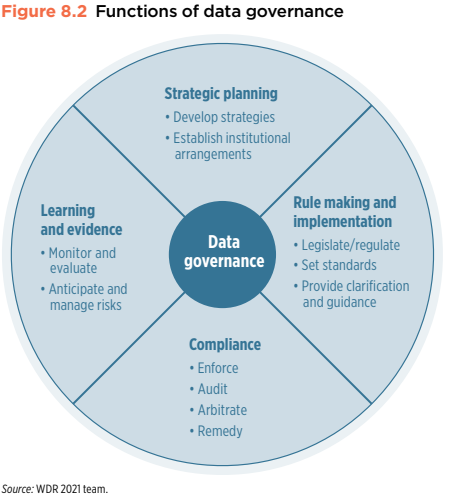 Figure 8.2 Functions of data governance
Strategic planning
• Develop strategies
• Establish institutional
arrangements
Learning
and evidence
• Monitor and
evaluate
• Anticipate and
manage risks
Data
governance
Rule making and
implementation
• Legislate/regulate
• Set standards
• Provide clarification
and guidance
Compliance
• Enforce
• Audit
• Arbitrate
• Remedy
Source: WDR 2021 team.